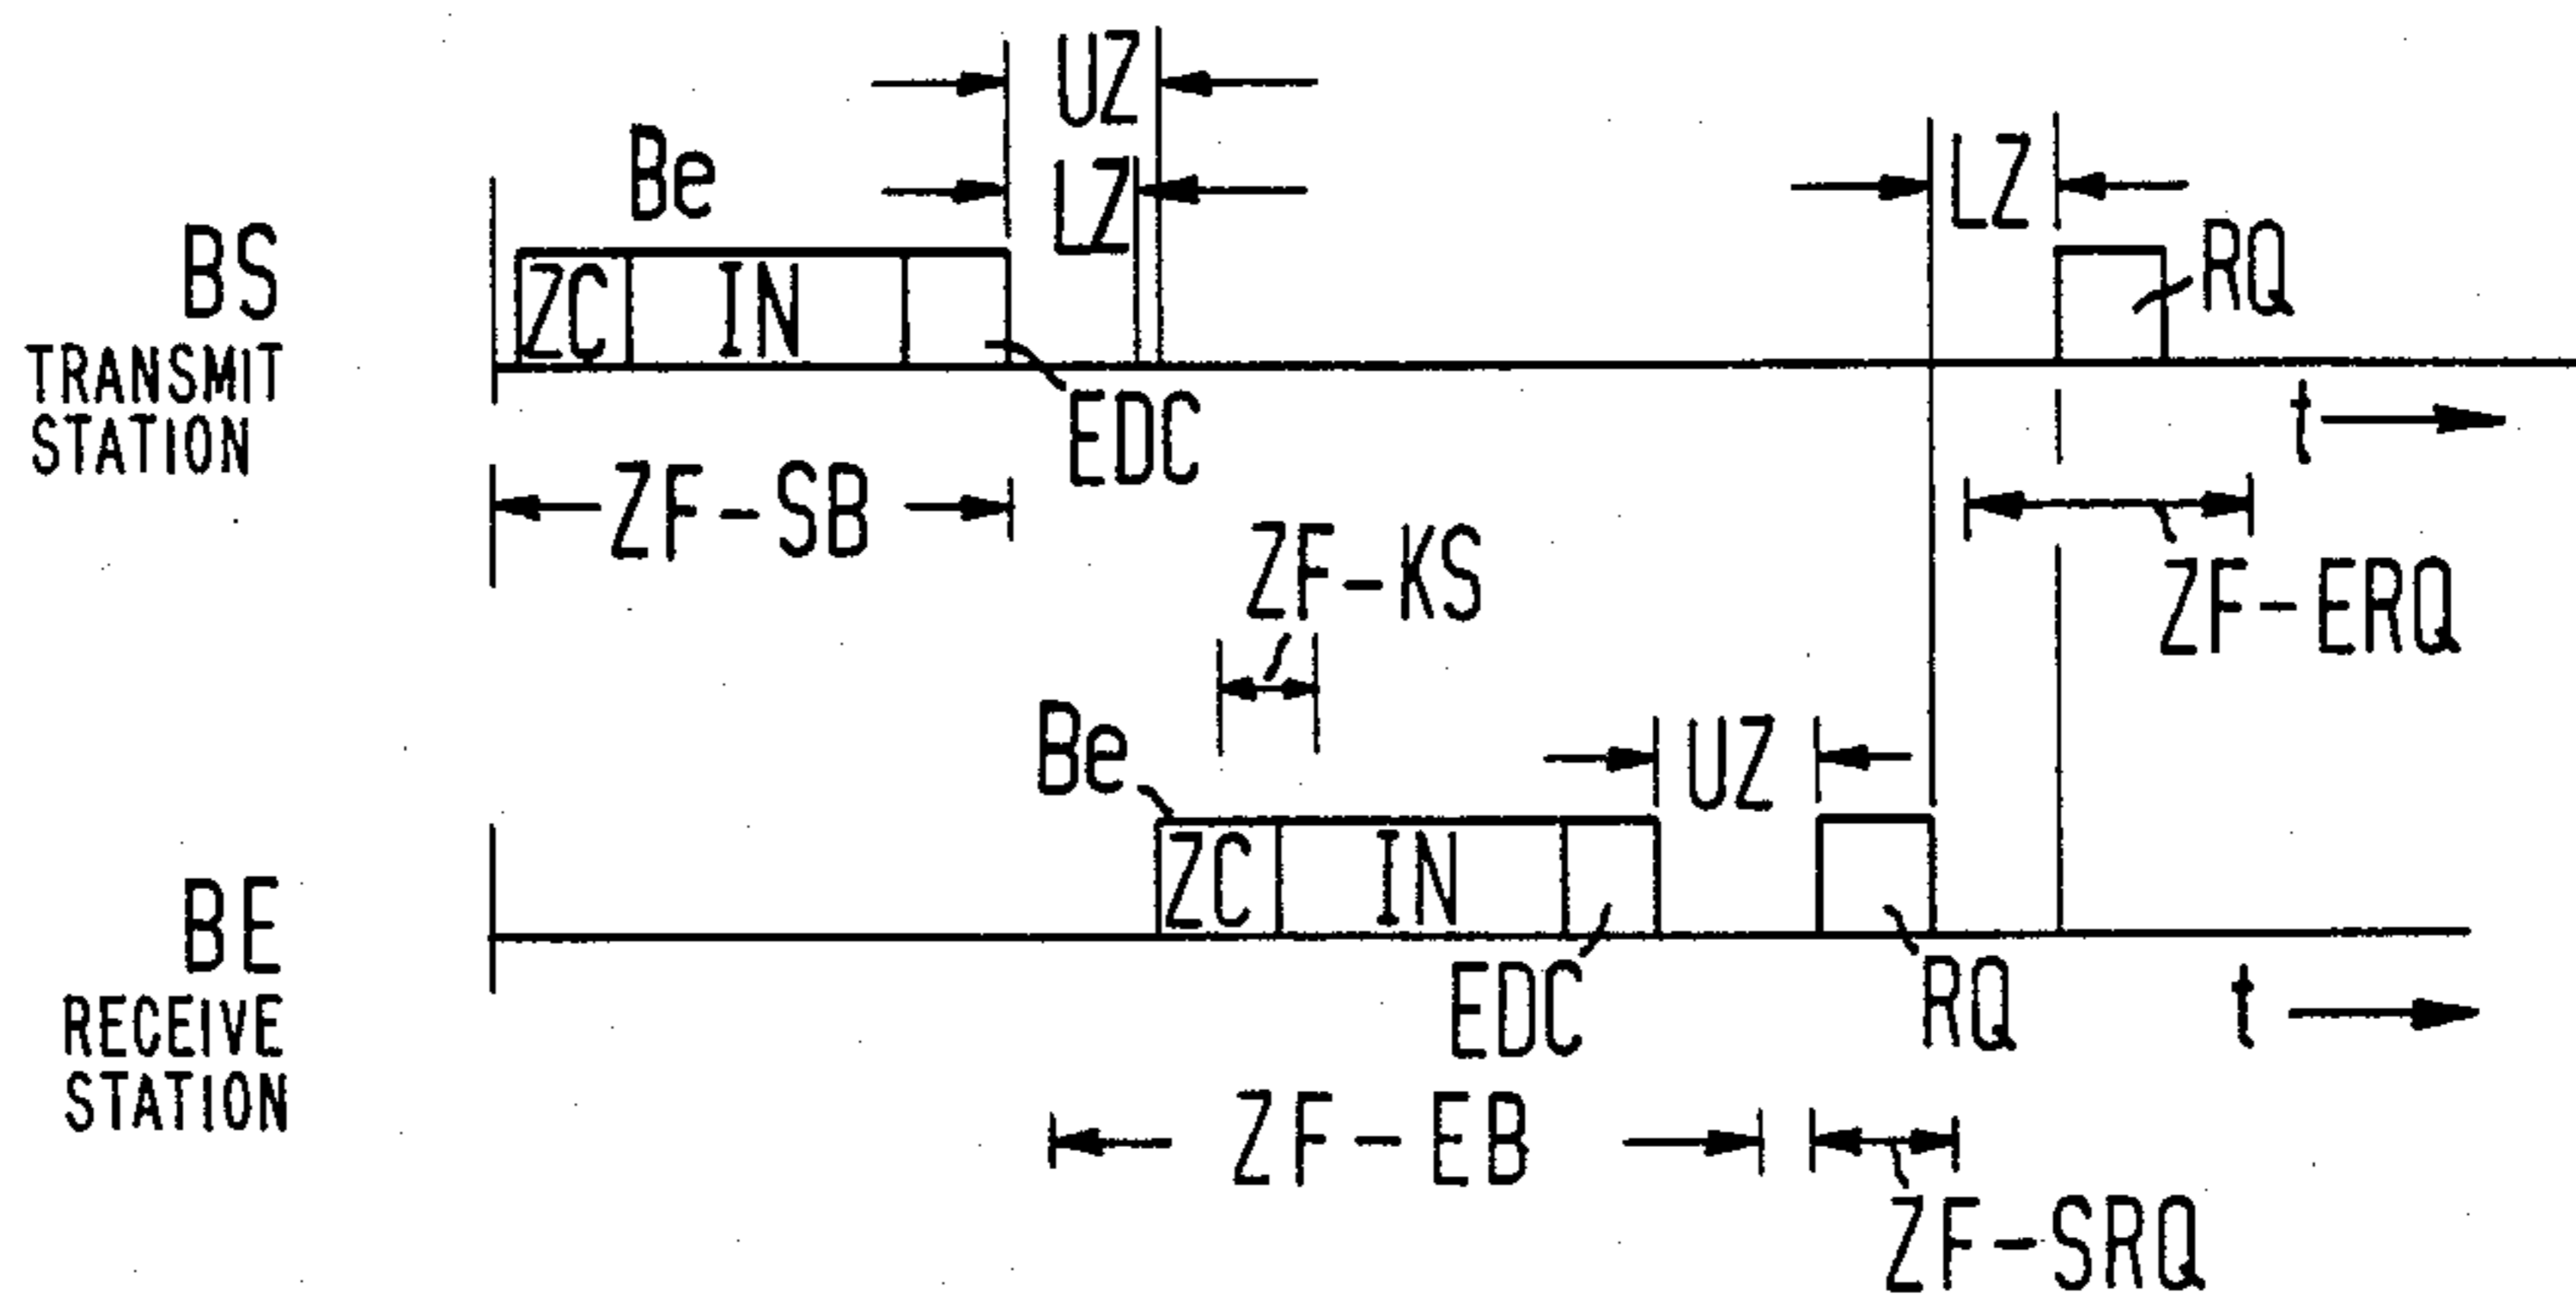 UZ
Be
LZ
LZ
BS
ZC
IN
RQ
TRANSMIT
STATION
EDC
t
ZF-SB
ZF-KS
ZF-ERQ
Be
UZ
ZC
IN
BE
EDC
RQ
t
RECEIVE
STATION
ZF-EB
ZF-SRQ